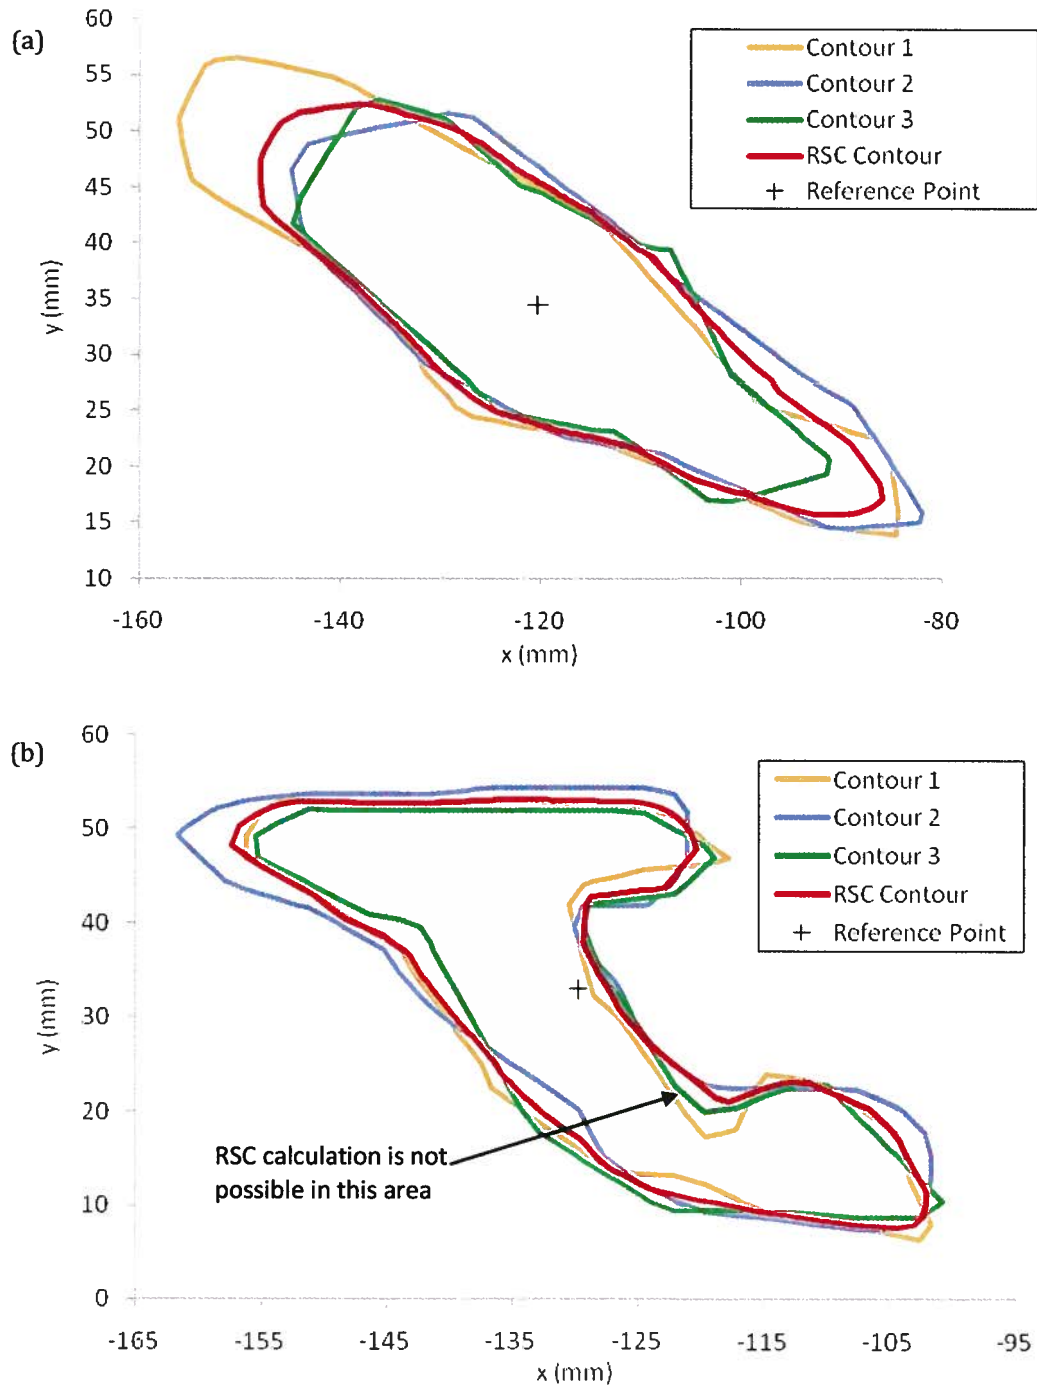 (a)
60
55
50
45
40
35
30
25
20
15
10
y (mm)
-160
-140
-120
-100
-80
x (mm)
Contour 1
Contour 2
Contour 3
RSC Contour
+ Reference Point
(b)
60
50
40
30
20
10
0
y (mm)
-165
-155
-145
-135
-125
-115
-105
-95
x (mm)
Contour 1
Contour 2
Contour 3
RSC Contour
+ Reference Point
RSC calculation is not
possible in this area